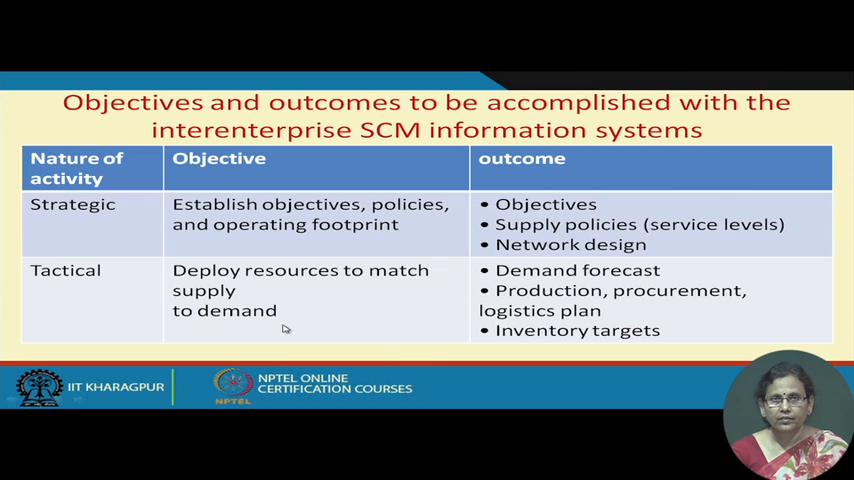 Objectives and outcomes to be accomplished with the
interenterprise SCM information systems
Nature of
activity
Objective
outcome
Strategic
Establish objectives, policies,
and operating footprint
• Objectives
• Supply policies (service levels)
• Network design
Tactical
Deploy resources to match
supply
to demand
• Demand forecast
• Production, procurement,
logistics plan
• Inventory targets
IIT KHARAGPUR
NPTEL
NPTEL ONLINE
CERTIFICATION COURSES